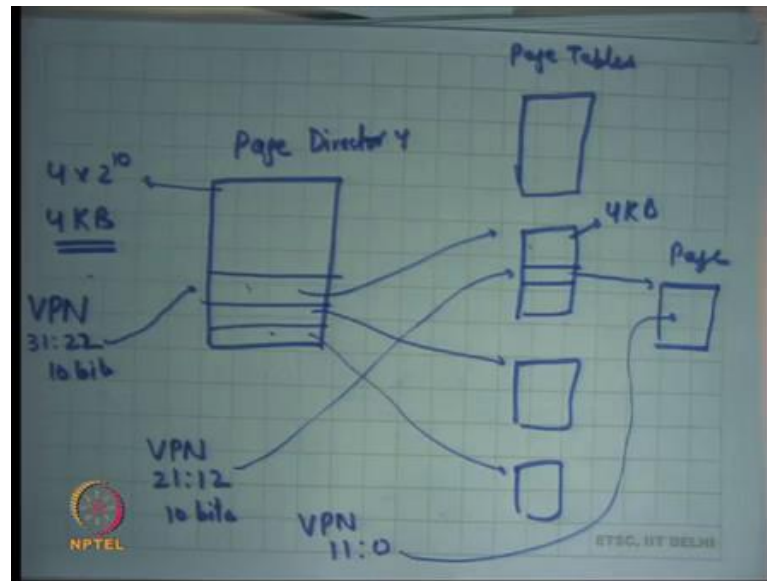 Page Tables
Page Directory
4 x 2^10
4KB
4KB
Page
VPN
31:22
10 bits
VPN
21:12
10 bits
VPN
11:0
NPTEL
ETSC, IIT DELHI